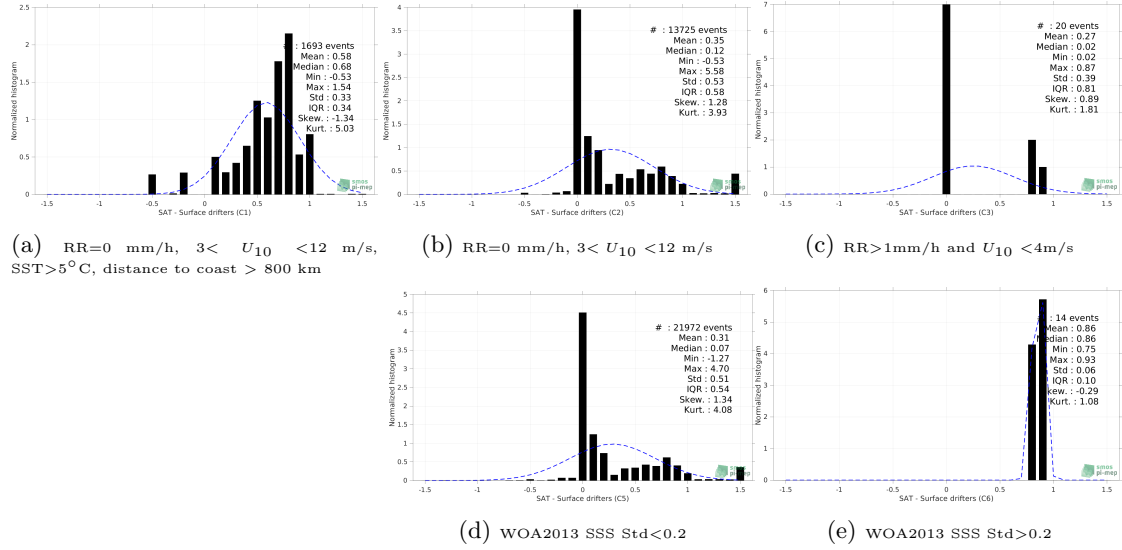 Normalized histogram
2.5
2
1.5
1
0.5
0
-1.5
-1
-0.5
0
0.5
1
1.5
SAT - Surface drifters (C1)
# : 1693 events
Mean : 0.58
Median : 0.68
Min : -0.53
Max : 1.54
Std : 0.33
IQR : 0.34
Skew. : -1.34
Kurt. : 5.03
smos
pi-mep
(a) RR=0 mm/h, 3< U10 <12 m/s,
SST>5°C, distance to coast > 800 km
Normalized histogram
4
3.5
3
2.5
2
1.5
1
0.5
0
-1.5
-1
-0.5
0
0.5
1
1.5
SAT - Surface drifters (C2)
# : 13725 events
Mean : 0.35
Median : 0.12
Min : -0.53
Max : 5.58
Std : 0.53
IQR : 0.58
Skew. : 1.28
Kurt. : 3.93
smos
pi-mep
(b) RR=0 mm/h, 3< U10 <12 m/s
Normalized histogram
7
6
5
4
3
2
1
0
-1.5
-1
-0.5
0
0.5
1
1.5
SAT - Surface drifters (C3)
# : 20 events
Mean : 0.27
Median : 0.02
Min : 0.02
Max : 0.87
Std : 0.39
IQR : 0.81
Skew. : 0.89
Kurt. : 1.81
smos
pi-mep
(c) RR>1mm/h and U10 <4m/s
Normalized histogram
5
4.5
4
3.5
3
2.5
2
1.5
1
0.5
0
-1.5
-1
-0.5
0
0.5
1
1.5
SAT - Surface drifters (C5)
# : 21972 events
Mean : 0.31
Median : 0.07
Min : -1.27
Max : 4.70
Std : 0.51
IQR : 0.54
Skew. : 1.34
Kurt. : 4.08
smos
pi-mep
(d) WOA2013 SSS Std<0.2
Normalized histogram
6
5
4
3
2
1
0
-1.5
-1
-0.5
0
0.5
1
1.5
SAT - Surface drifters (C6)
# : 14 events
Mean : 0.86
Median : 0.86
Min : 0.75
Max : 0.93
Std : 0.06
IQR : 0.10
Skew. : -0.29
Kurt. : 1.08
smos
pi-mep
(e) WOA2013 SSS Std>0.2